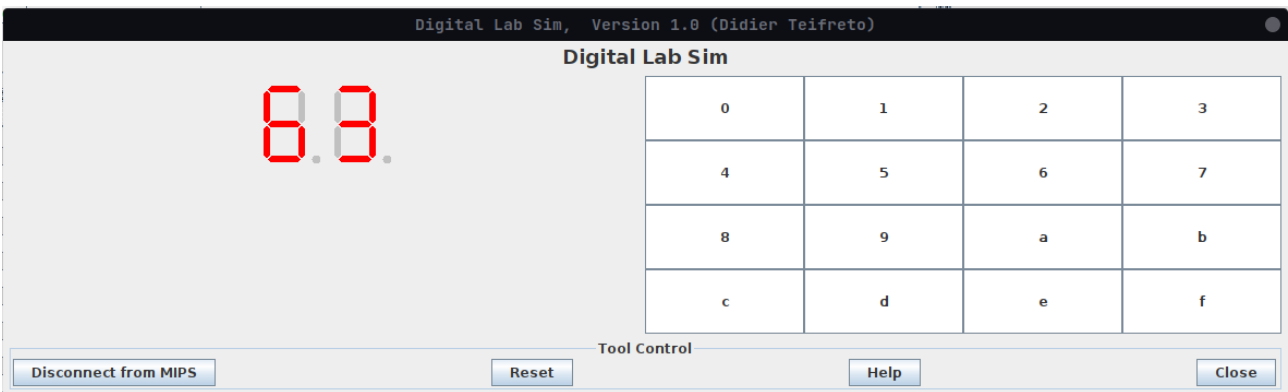 Digital Lab Sim, Version 1.0 (Didier Teifreto)
Digital Lab Sim
63
0 1 2 3
4 5 6 7
8 9 a b
c d e f
Tool Control
Disconnect from MIPS Reset Help Close